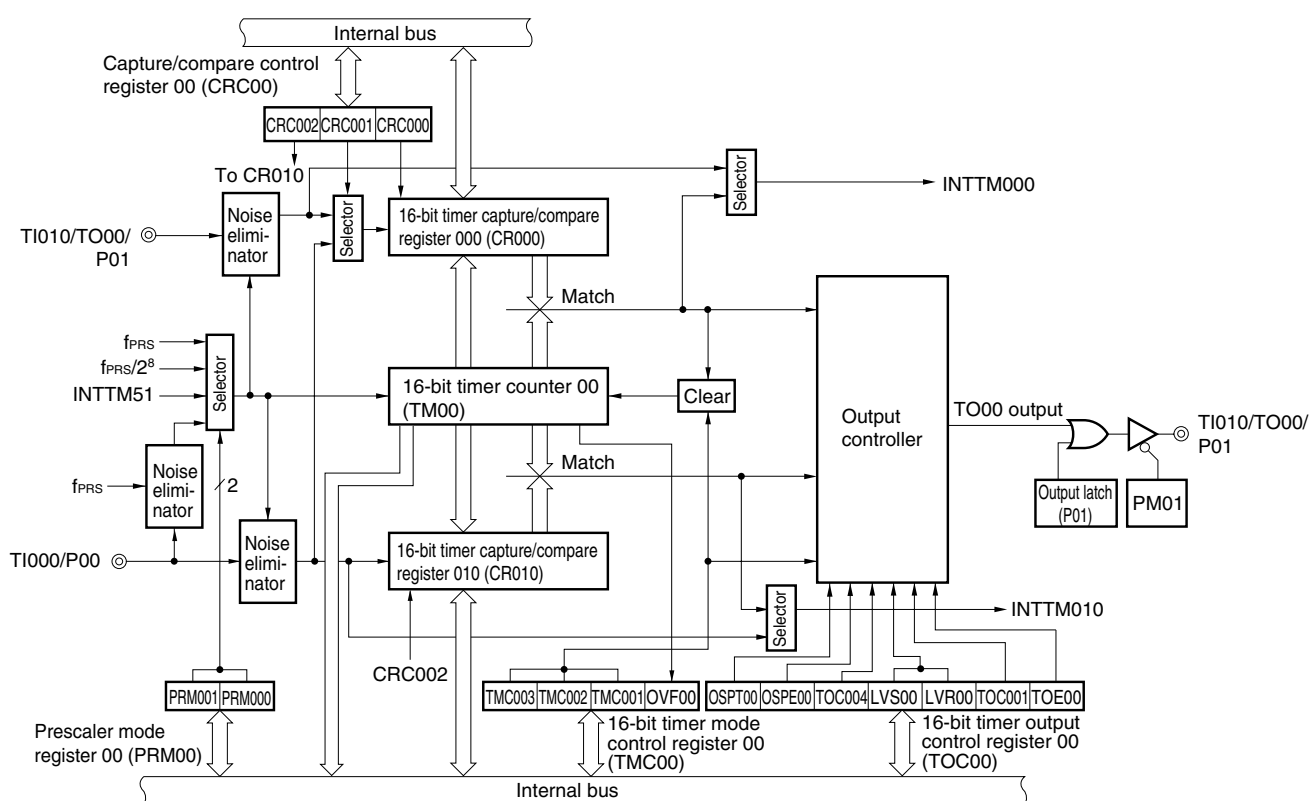 Internal bus
Capture/compare control
register 00 (CRC00)
CRC002 CRC001 CRC000
To CR010
TI010/TO00/
P01
Noise
elimi-
nator
Selector
16-bit timer capture/compare
register 000 (CR000)
Selector
INTTM000
Match
fPRS
fPRS/2⁸
INTTM51
Selector
16-bit timer counter 00
(TM00)
Clear
Output
controller
TO00 output
TI010/TO00/
P01
Output latch
(P01)
PM01
Match
fPRS
Noise
elimi-
nator
2
TI000/P00
Noise
elimi-
nator
16-bit timer capture/compare
register 010 (CR010)
Selector
INTTM010
CRC002
PRM001 PRM000
TMC003 TMC002 TMC001 OVF00
OSPT00 OSPE00 TOC004 LVS00 LVR00 TOC001 TOE00
Prescaler mode
register 00 (PRM00)
16-bit timer mode
control register 00
(TMC00)
16-bit timer output
control register 00
(TOC00)
Internal bus